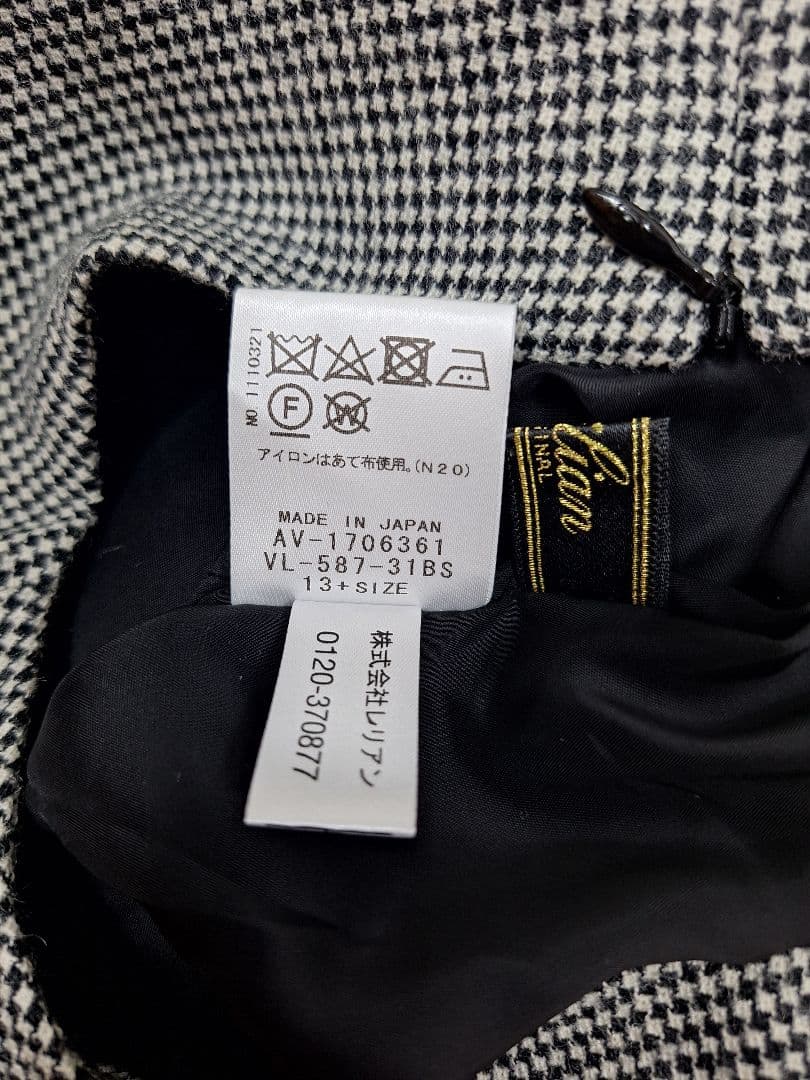 NO.1110321
F
W
アイロンはあて布使用。(N20)
MADE IN JAPAN
AV-1706361
VL-587-31BS
13+SIZE
株式会社レリアン
0120-370877